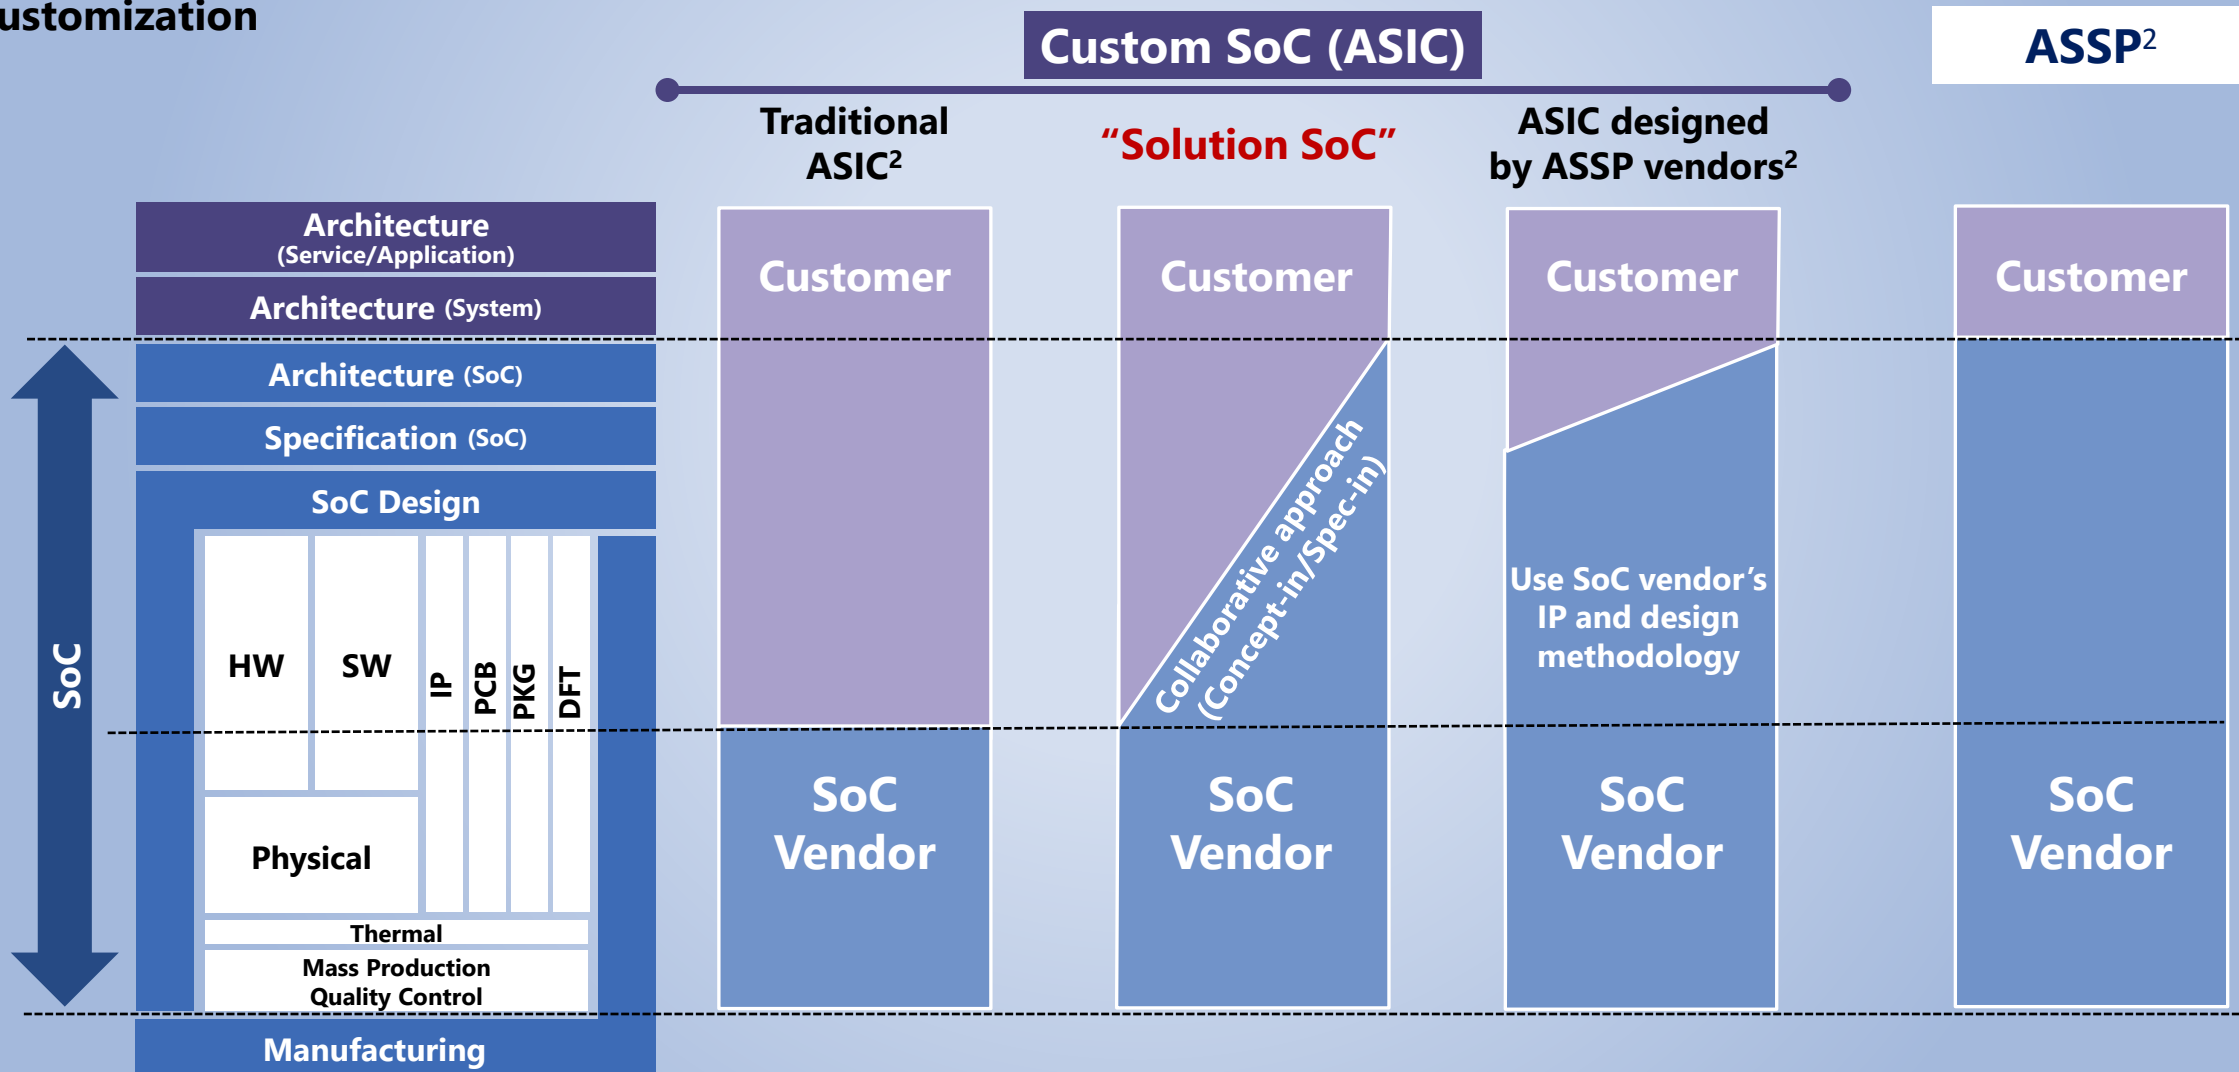 ustomization
Custom SoC (ASIC)
ASSP²
Traditional
ASIC²
“Solution SoC”
ASIC designed
by ASSP vendors²
Architecture
(Service/Application)
Architecture (System)
Architecture (SoC)
Specification (SoC)
SoC Design
HW
SW
IP
PCB
PKG
DFT
Physical
Thermal
Mass Production
Quality Control
Manufacturing
SoC
Customer
SoC
Vendor
Customer
Collaborative approach
(Concept-in/Spec-in)
SoC
Vendor
Customer
Use SoC vendor’s
IP and design
methodology
SoC
Vendor
Customer
SoC
Vendor